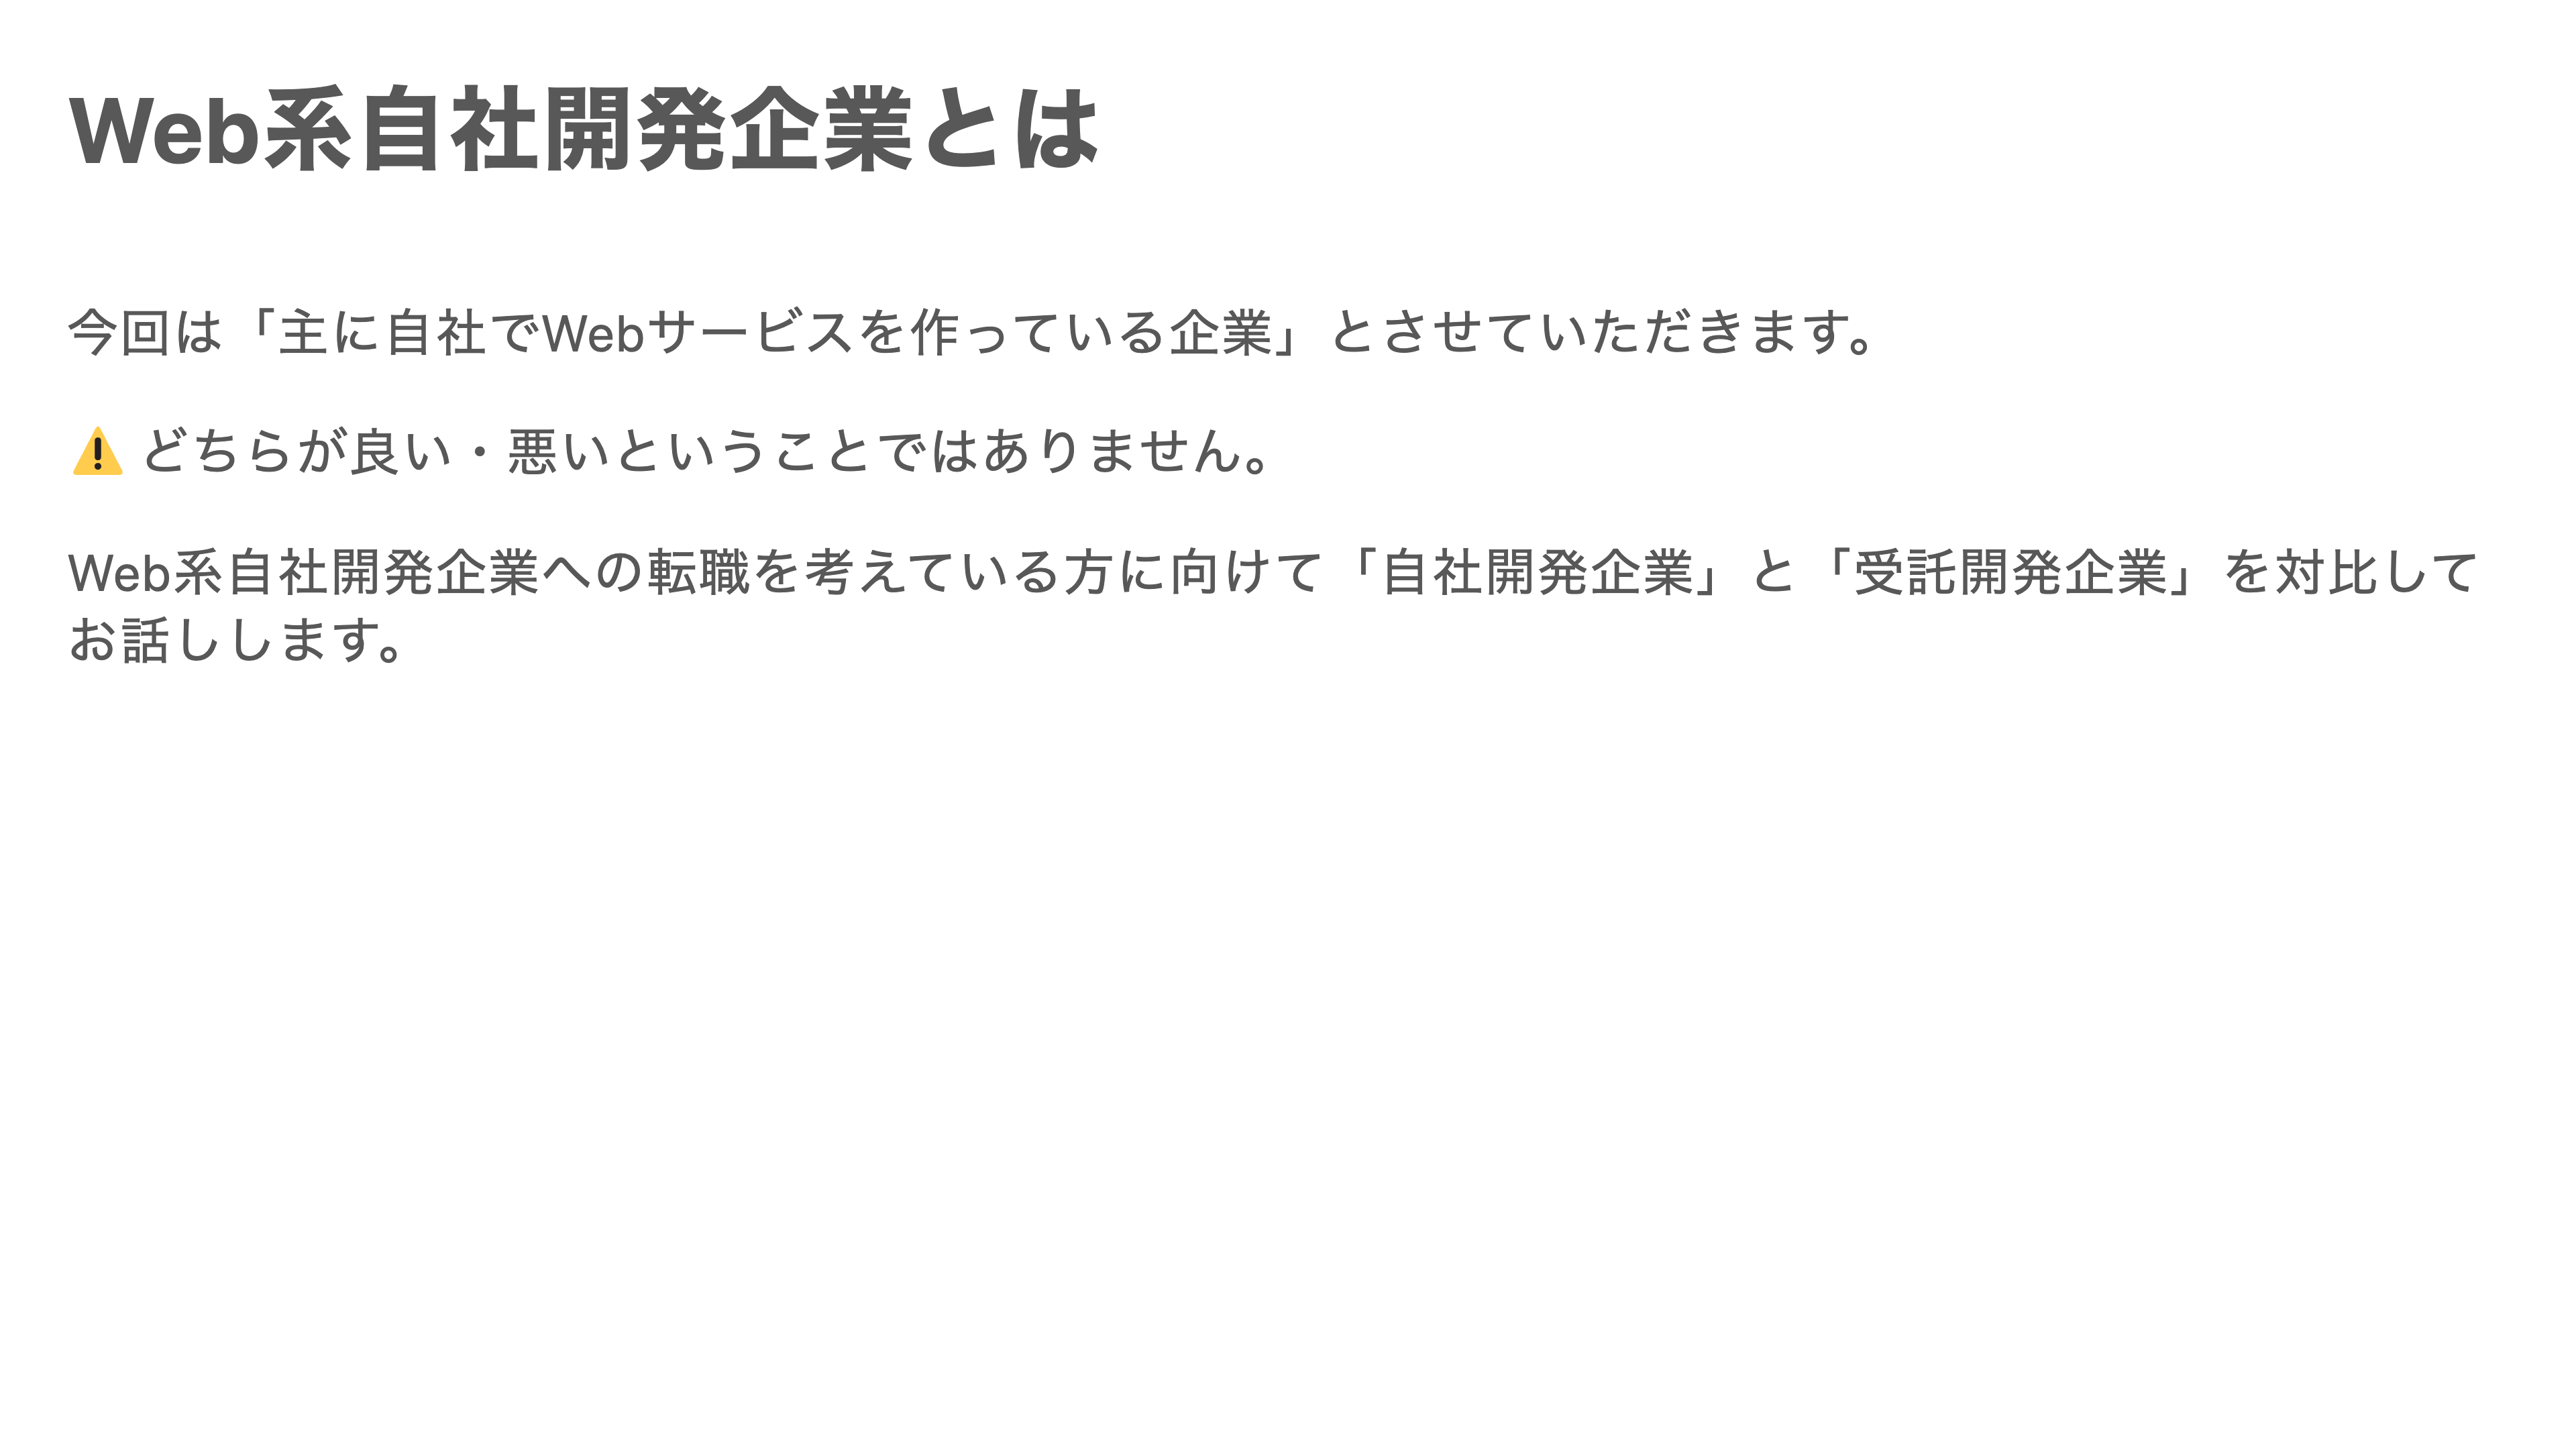 Web系自社開発企業とは
今回は「主に自社でWebサービスを作っている企業」とさせていただきます。
⚠️ どちらが良い・悪いということではありません。
Web系自社開発企業への転職を考えている方に向けて「自社開発企業」と「受託開発企業」を対比して
お話しします。